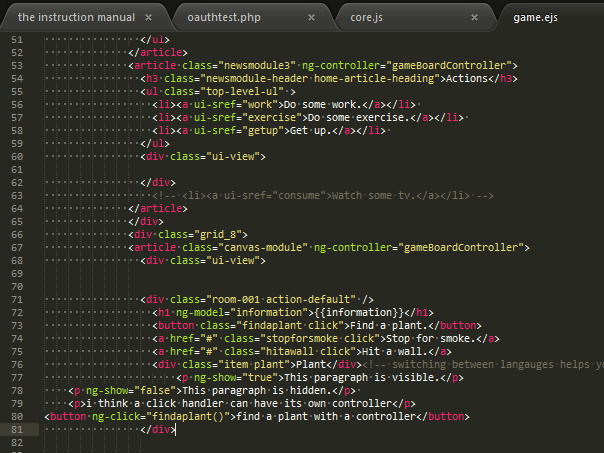 the instruction manual × oauthtest.php × core.js × game.ejs
51 </ul>
52 </article>
53 <article class="newsmodule3" ng-controller="gameBoardController">
54 <h3 class="newsmodule-header home-article-heading">Actions</h3>
55 <ul class="top-level-ul" >
56 <li><a ui-sref="work">Do some work.</a></li>
57 <li><a ui-sref="exercise">Do some exercise.</a></li>
58 <li><a ui-sref="getup">Get up.</a></li>
59 </ul>
60 <div class="ui-view">
61
62 </div>
63 <!-- <li><a ui-sref="consume">Watch some tv.</a></li> -->
64 </article>
65 </div>
66 <div class="grid_8">
67 <article class="canvas-module" ng-controller="gameBoardController">
68 <div class="ui-view">
69
70
71 <div class="room-001 action-default" />
72 <h1 ng-model="information">{{information}}</h1>
73 <button class="findaplant click">Find a plant.</button>
74 <a href="#" class="stopforsmoke click">Stop for smoke.</a>
75 <a href="#" class="hitawall click">Hit a wall.</a>
76 <div class="item plant">Plant</div><!-- switching between langauges helps
77 <p ng-show="true">This paragraph is visible.</p>
78 <p ng-show="false">This paragraph is hidden.</p>
79 <p>i think a click handler can have its own controller</p>
80 <button ng-click="findaplant()">find a plant with a controller</button>
81 </div>
82